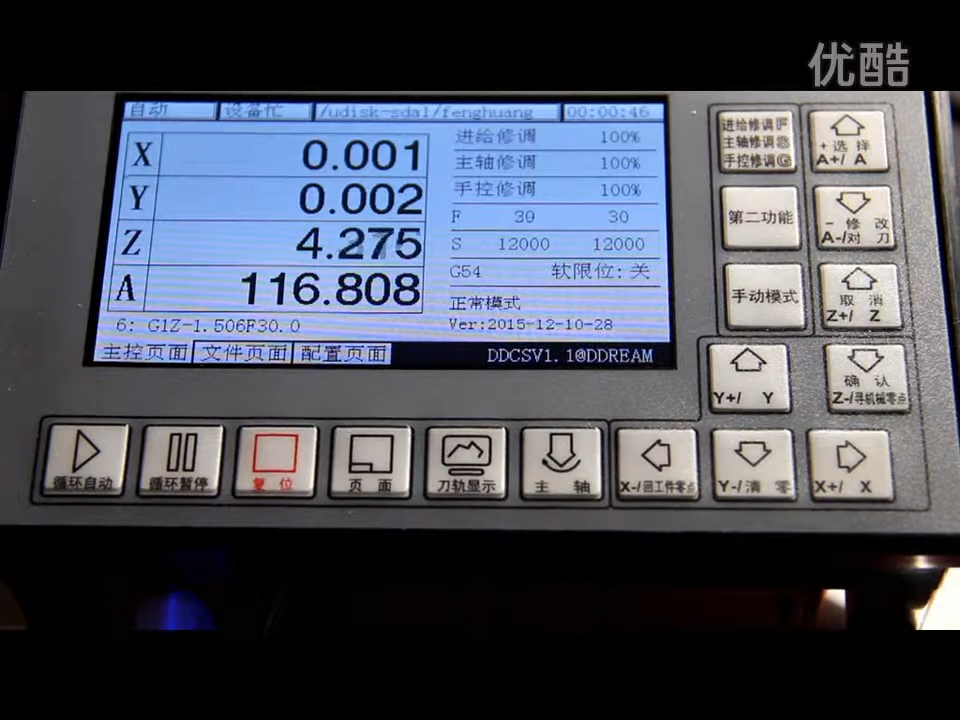 优酷
自动 设备忙 /udisk-sda1/fenghuang 00:00:46
X 0.001
Y 0.002
Z 4.275
A 116.808
进给修调 100%
主轴修调 100%
手控修调 100%
F 39 30
S 12000 12000
G54 软限位: 关
正常模式
Ver:2015-12-10-28
6: G1Z-1.506F30.0
主控页面 文件页面 配置页面 DDCSV1.1@DDREAM
进给修调F
主轴修调S
手控修调G
+选择
A+/ A
第二功能
-修改
A-/对刀
手动模式
取消
Z+/ Z
Y+/ Y
确认
Z-/寻机械零点
循环自动
循环暂停
复位
页面
刀轨显示
主轴
X-/回工件零点
Y-/清零
X+/ X